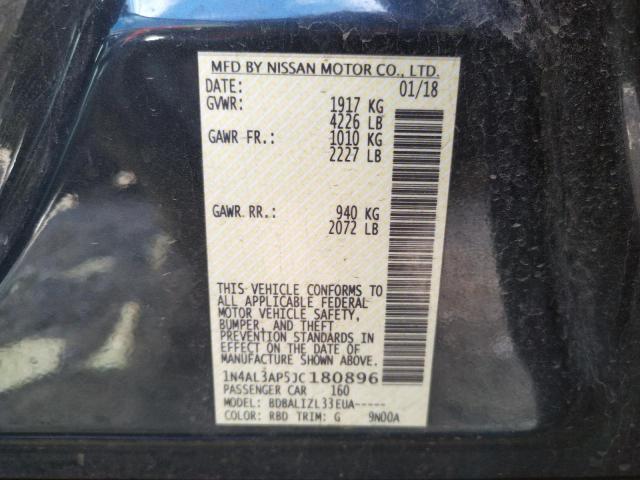 MFD BY NISSAN MOTOR CO., LTD.
DATE: 01/18
GVWR: 1917 KG
4226 LB
GAWR FR.: 1010 KG
2227 LB
GAWR RR.: 940 KG
2072 LB
THIS VEHICLE CONFORMS TO
ALL APPLICABLE FEDERAL
MOTOR VEHICLE SAFETY,
BUMPER, AND THEFT
PREVENTION STANDARDS IN
EFFECT ON THE DATE OF
MANUFACTURE SHOWN ABOVE.
1N4AL3AP5JC180896
PASSENGER CAR 160
MODEL: BDBALIZL33EUA-----
COLOR: RBD TRIM: G 9N00A